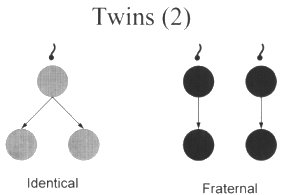 Twins (2)
Identical
Fraternal